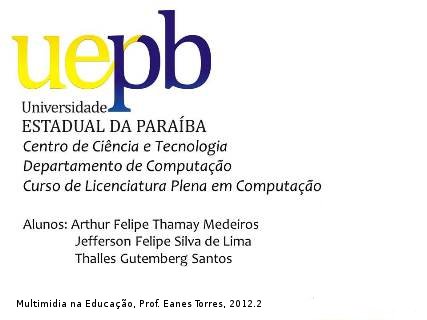 uepb
Universidade
ESTADUAL DA PARAÍBA
Centro de Ciência e Tecnologia
Departamento de Computação
Curso de Licenciatura Plena em Computação
Alunos: Arthur Felipe Thamay Medeiros
Jefferson Felipe Silva de Lima
Thalles Gutemberg Santos
Multimidia na Educação, Prof. Eanes Torres, 2012.2